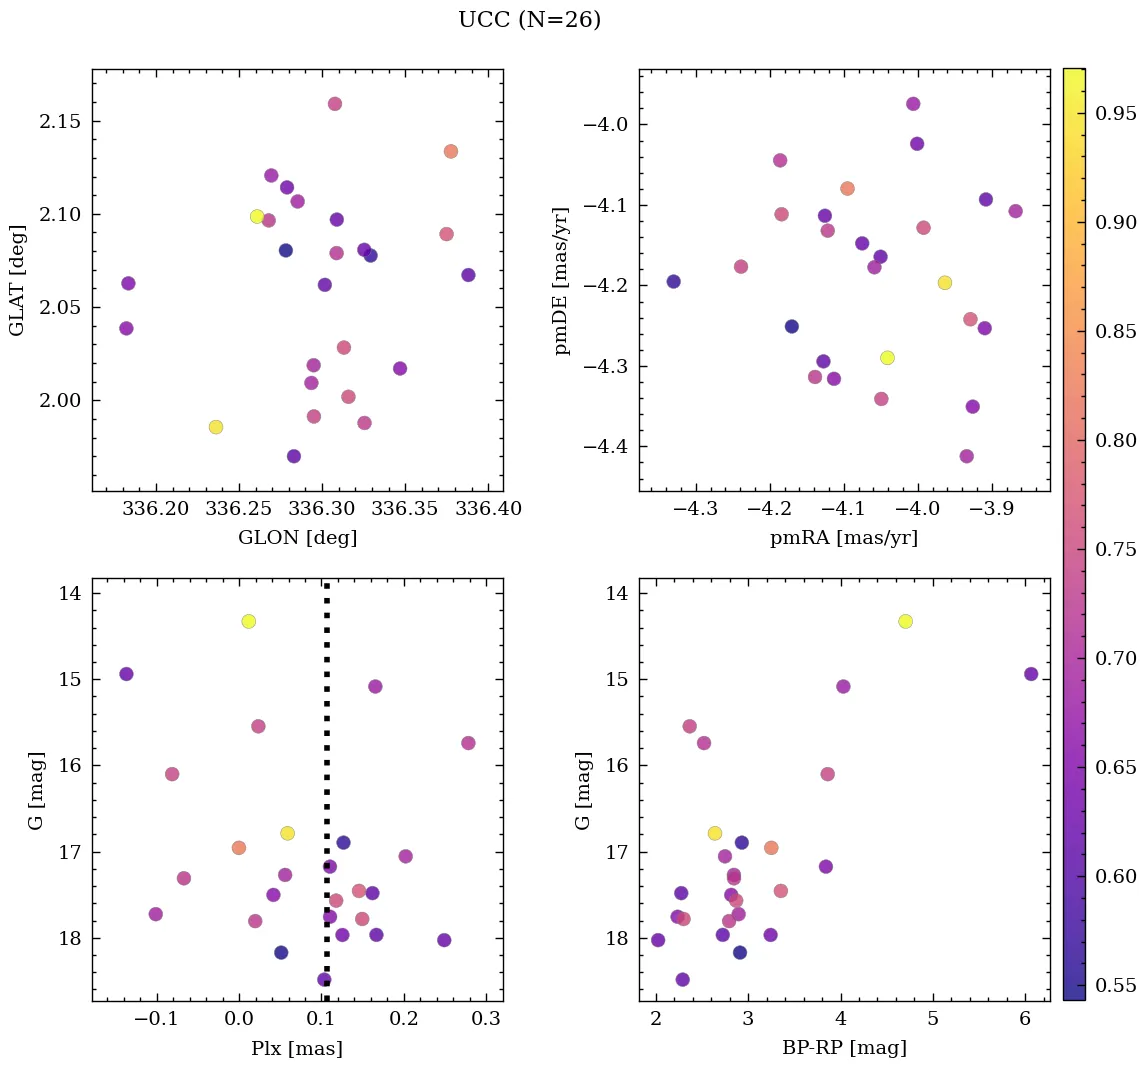 UCC (N=26)
2.15
2.10
2.05
2.00
GLAT [deg]
336.20 336.25 336.30 336.35 336.40
GLON [deg]
−4.0
−4.1
−4.2
−4.3
−4.4
pmDE [mas/yr]
−4.3 −4.2 −4.1 −4.0 −3.9
pmRA [mas/yr]
14
15
16
17
18
G [mag]
−0.1 0.0 0.1 0.2 0.3
Plx [mas]
14
15
16
17
18
G [mag]
2 3 4 5 6
BP-RP [mag]
0.95
0.90
0.85
0.80
0.75
0.70
0.65
0.60
0.55